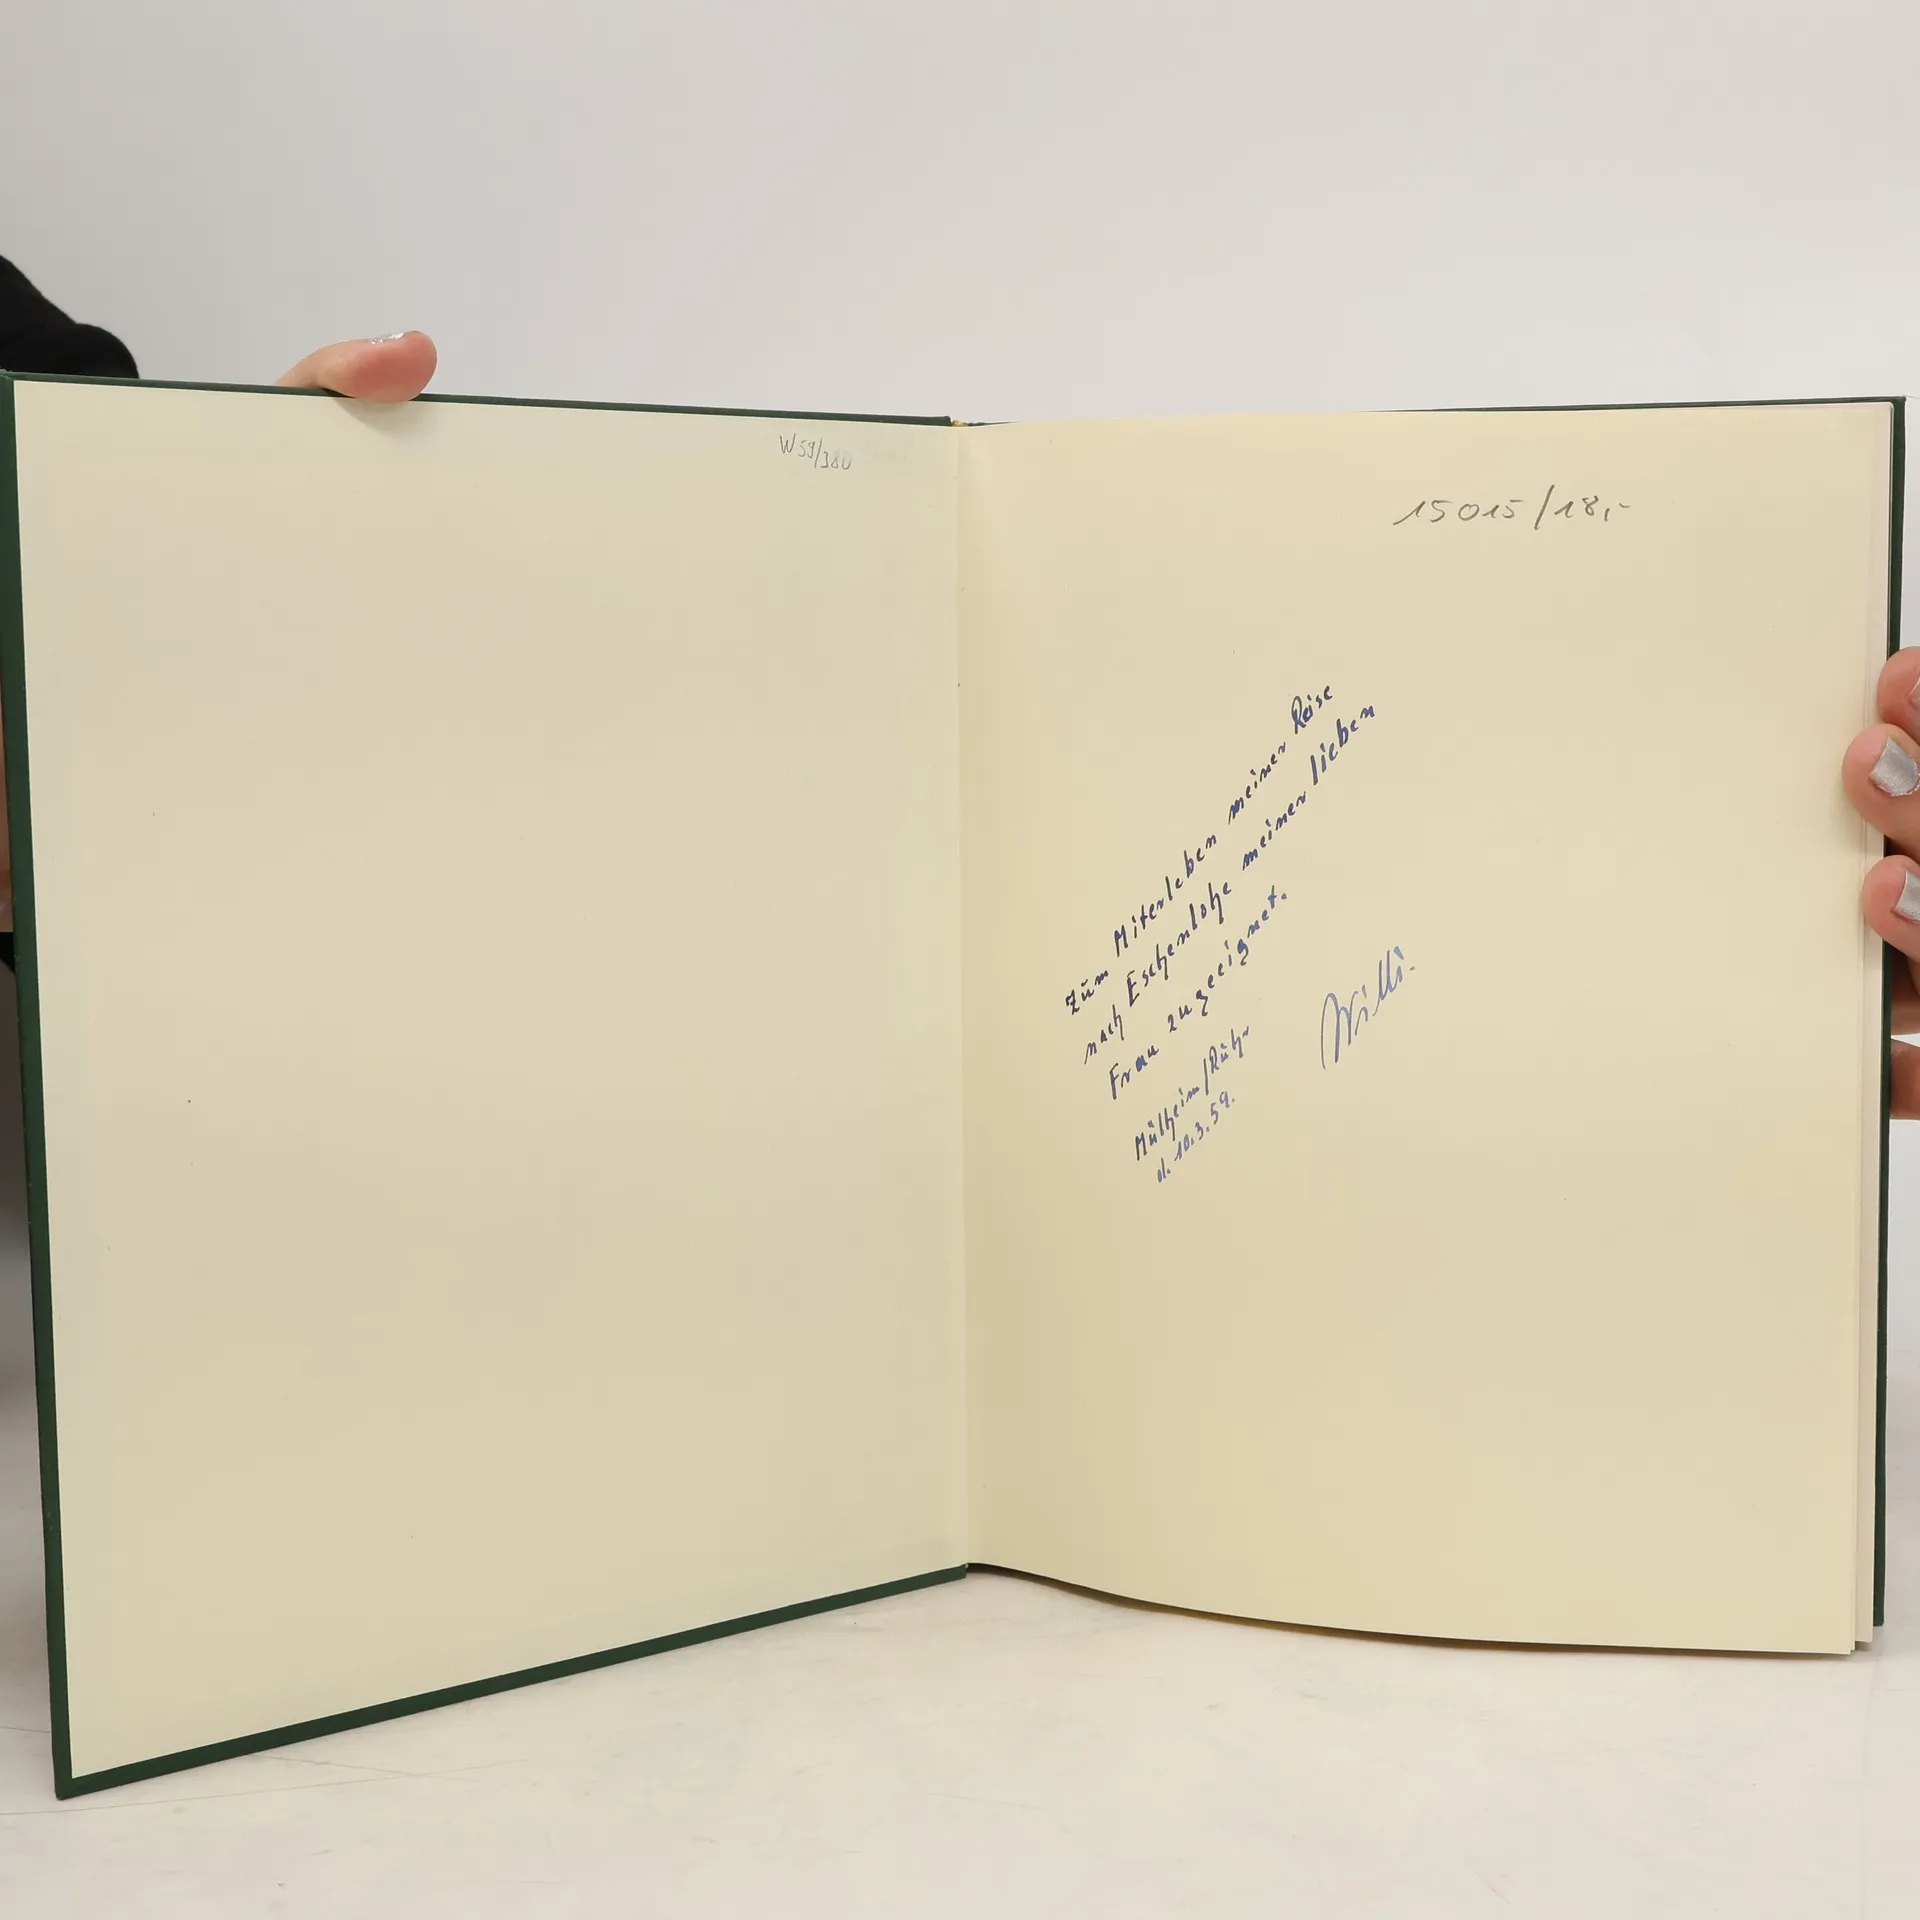 W59/380
15015/18,-
Zum Miterleben meiner Reise
nach Eschenlohe meiner lieben
Frau zugeeignet.
Willi.
Mülheim/Ruhr
d. 10.3.59.